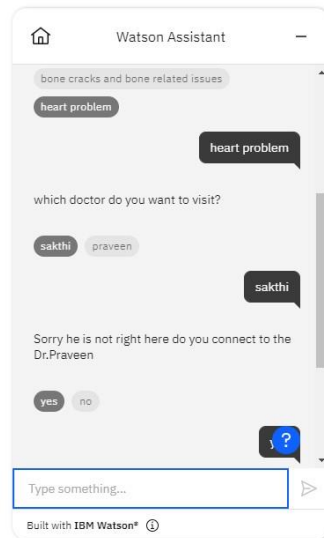 Watson Assistant
bone cracks and bone related issues
heart problem
heart problem
which doctor do you want to visit?
sakthi praveen
sakthi
Sorry he is not right here do you connect to the
Dr.Praveen
yes no
?
Type something...
Built with IBM Watson®